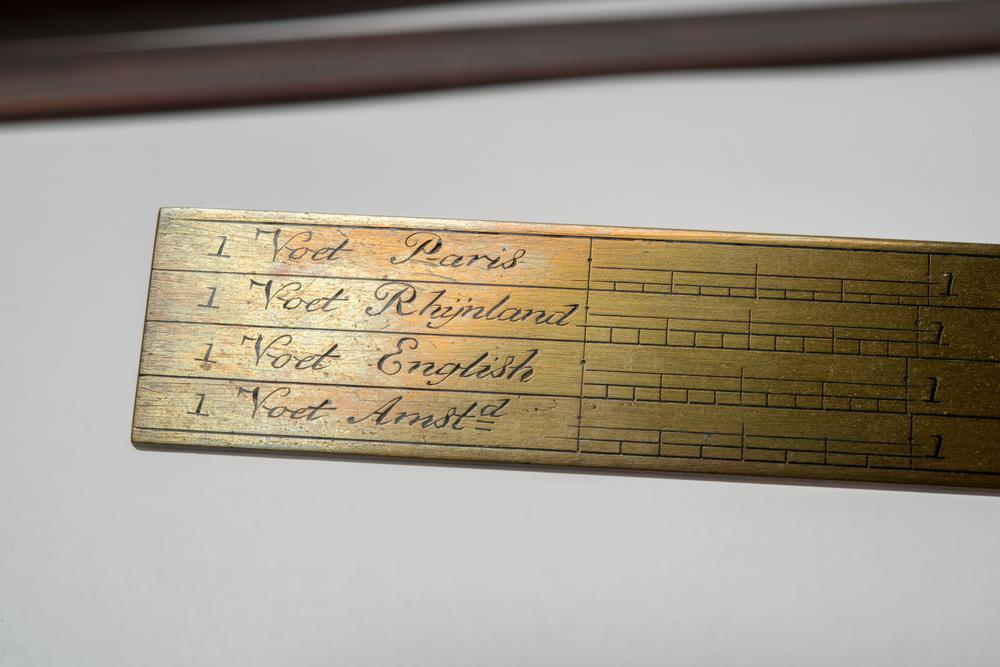 1 Voet Paris 1
1 Voet Rhijnland 1
1 Voet English 1
1 Voet Amstd 1